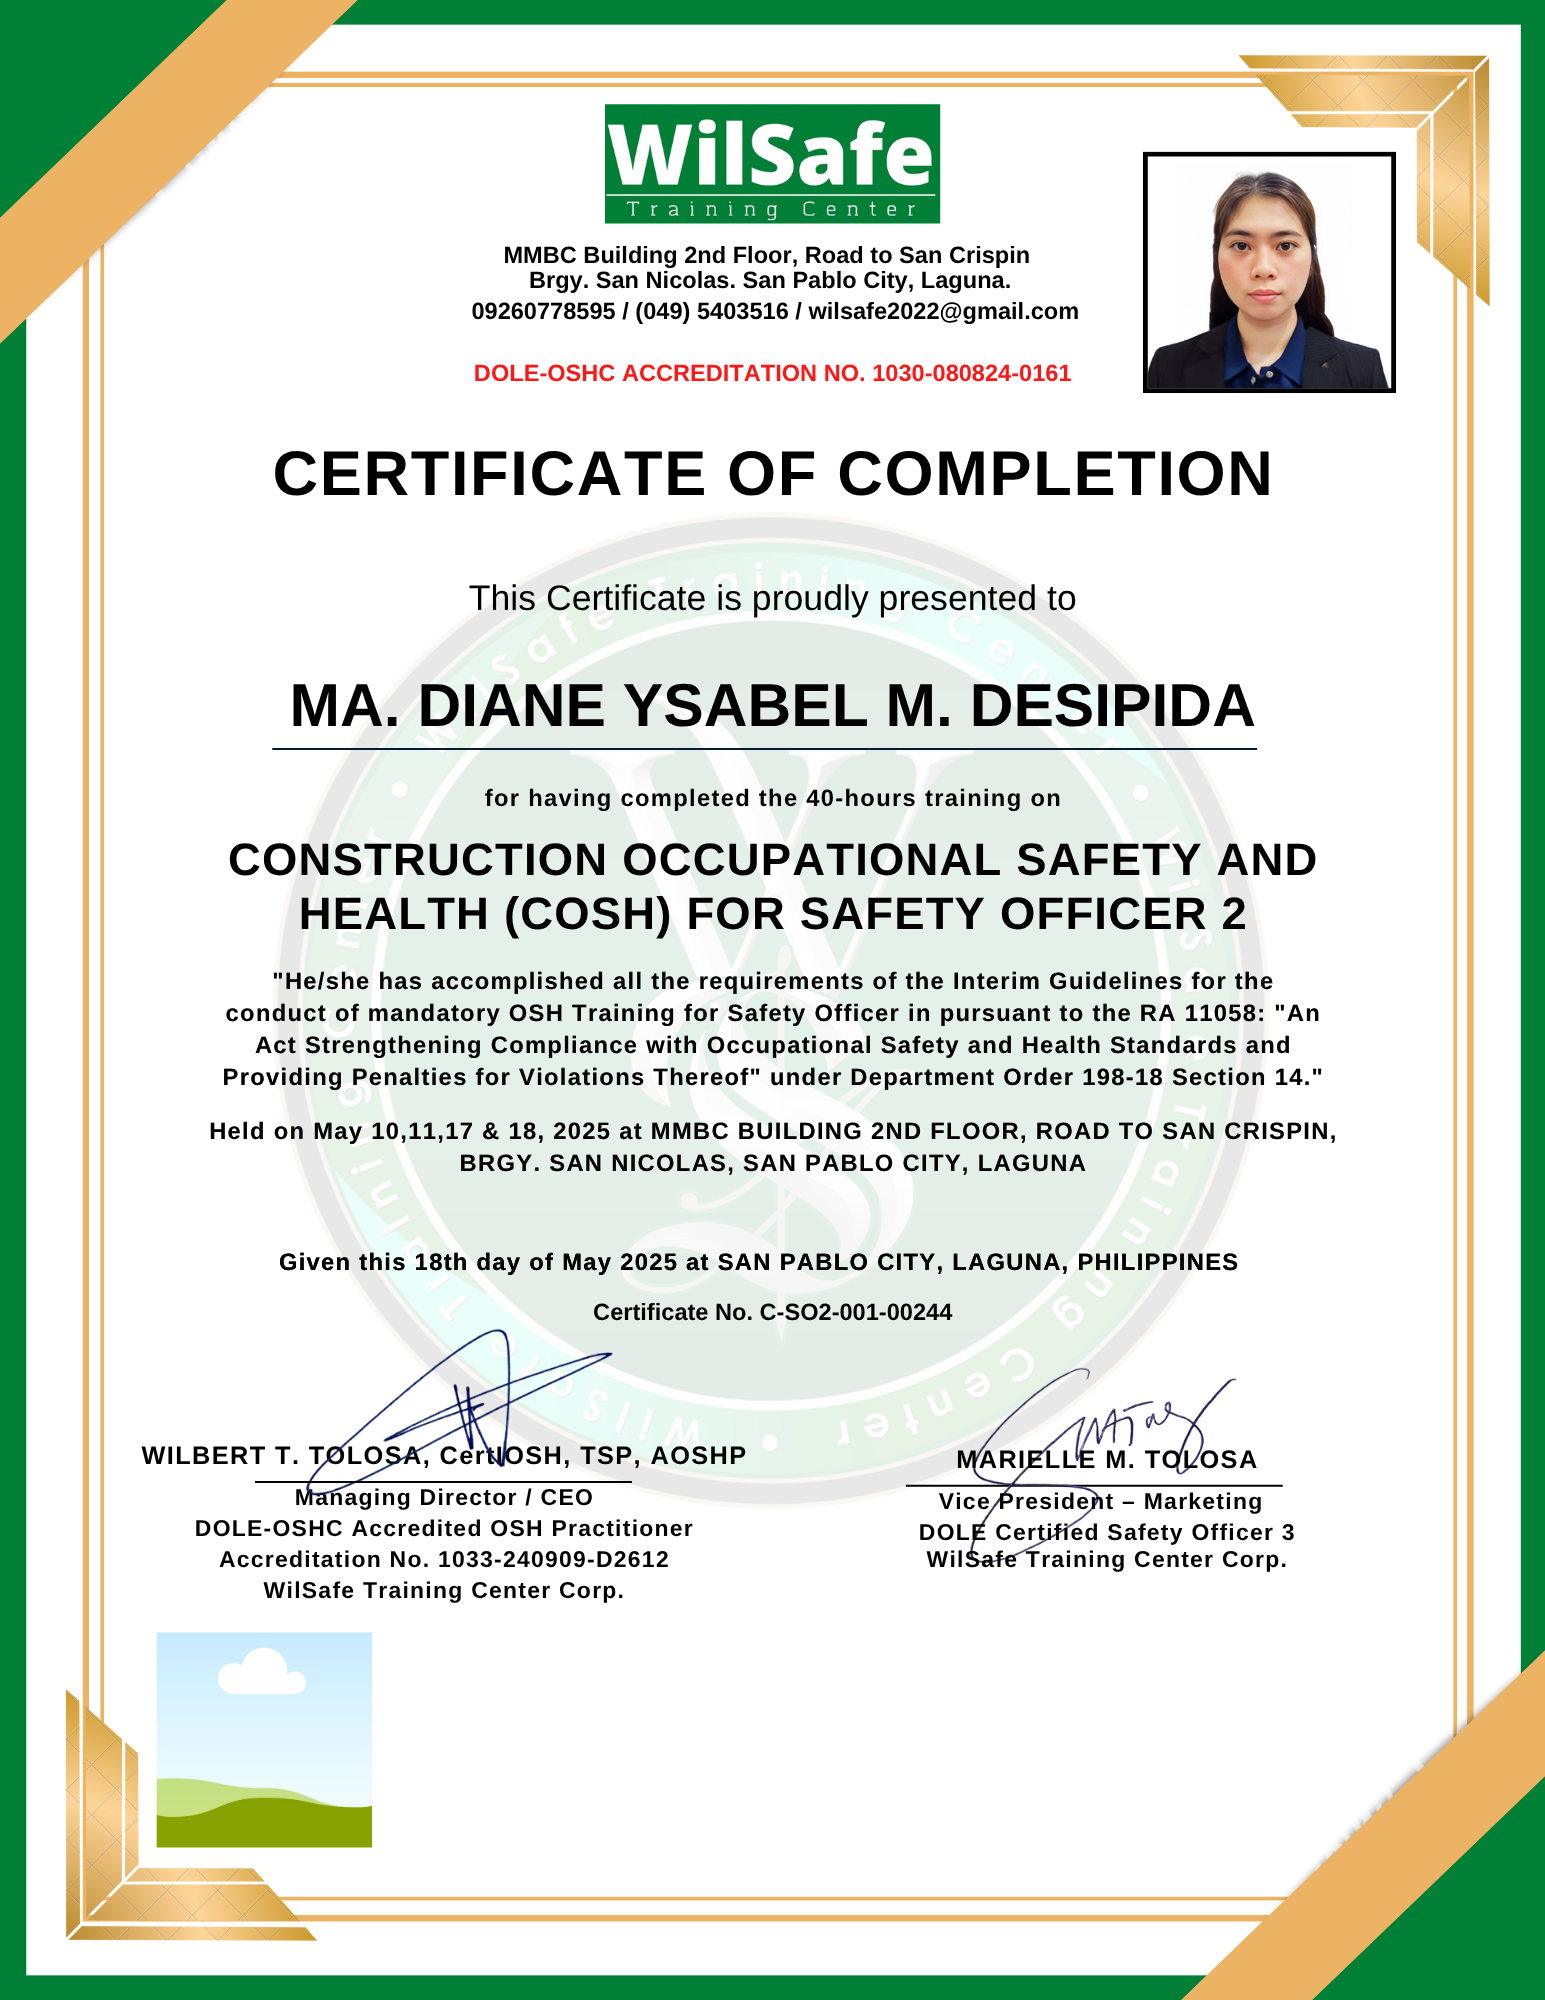 WilSafe
Training Center
MMBC Building 2nd Floor, Road to San Crispin
Brgy. San Nicolas. San Pablo City, Laguna.
09260778595 / (049) 5403516 / wilsafe2022@gmail.com
DOLE-OSHC ACCREDITATION NO. 1030-080824-0161
CERTIFICATE OF COMPLETION
This Certificate is proudly presented to
MA. DIANE YSABEL M. DESIPIDA
for having completed the 40-hours training on
CONSTRUCTION OCCUPATIONAL SAFETY AND
HEALTH (COSH) FOR SAFETY OFFICER 2
"He/she has accomplished all the requirements of the Interim Guidelines for the
conduct of mandatory OSH Training for Safety Officer in pursuant to the RA 11058: "An
Act Strengthening Compliance with Occupational Safety and Health Standards and
Providing Penalties for Violations Thereof" under Department Order 198-18 Section 14."
Held on May 10,11,17 & 18, 2025 at MMBC BUILDING 2ND FLOOR, ROAD TO SAN CRISPIN,
BRGY. SAN NICOLAS, SAN PABLO CITY, LAGUNA
Given this 18th day of May 2025 at SAN PABLO CITY, LAGUNA, PHILIPPINES
Certificate No. C-SO2-001-00244
WILBERT T. TOLOSA, CertIOSH, TSP, AOSHP
Managing Director / CEO
DOLE-OSHC Accredited OSH Practitioner
Accreditation No. 1033-240909-D2612
WilSafe Training Center Corp.
MARIELLE M. TOLOSA
Vice President – Marketing
DOLE Certified Safety Officer 3
WilSafe Training Center Corp.
WilSafe Training Center • WilSafe Training Center • WilSafe Training Center •